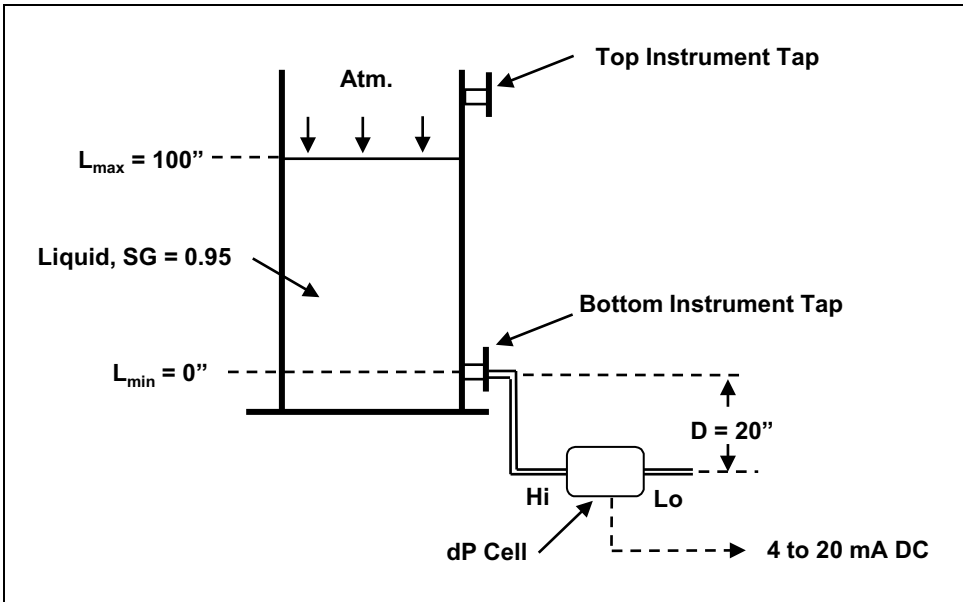 Top Instrument Tap
Atm.
Lmax = 100”
Liquid, SG = 0.95
Bottom Instrument Tap
Lmin = 0”
D = 20”
Hi
Lo
dP Cell
4 to 20 mA DC